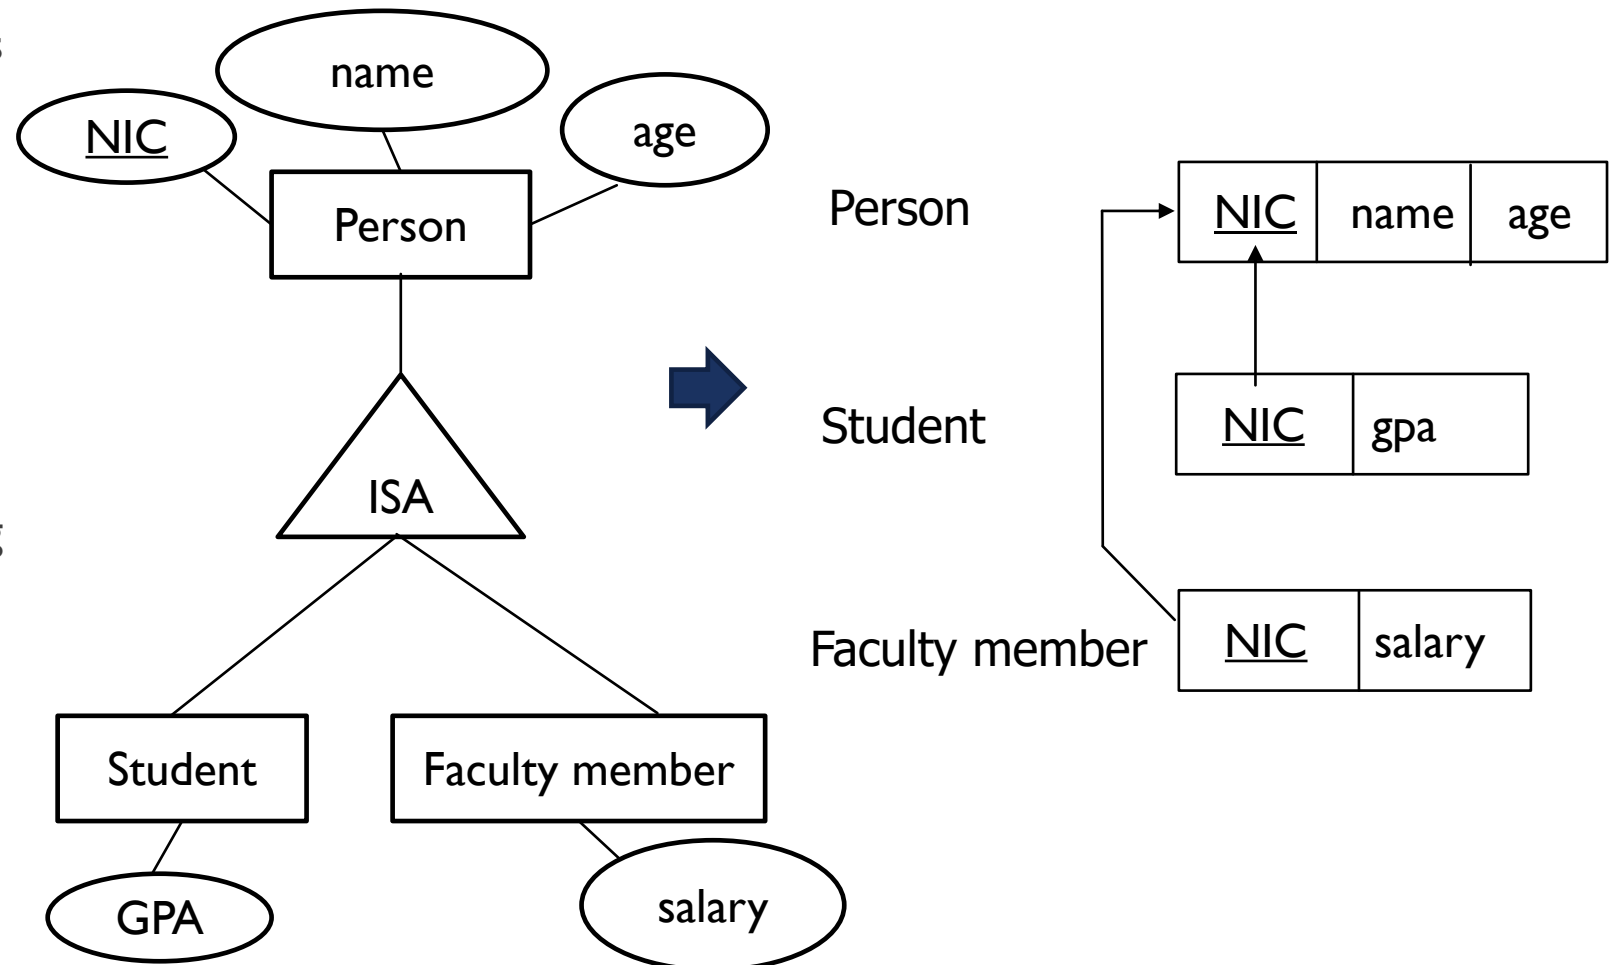 s
name
NIC
age
Person
ISA
g
Student
Faculty member
GPA
salary
Person
NIC name age
Student
NIC gpa
Faculty member
NIC salary